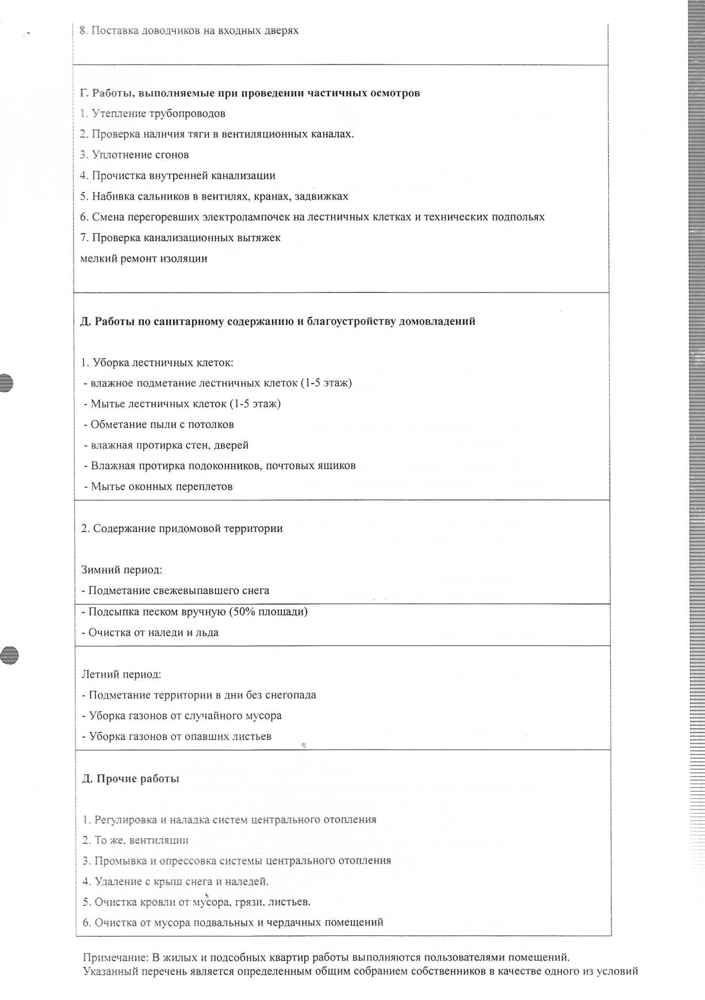 8. Поставка доводчиков на входных дверях
Г. Работы, выполняемые при проведении частичных осмотров
1. Утепление трубопроводов
2. Проверка наличия тяги в вентиляционных каналах.
3. Уплотнение сгонов
4. Прочистка внутренней канализации
5. Набивка сальников в вентилях, кранах, задвижках
6. Смена перегоревших электролампочек на лестничных клетках и технических подпольях
7. Проверка канализационных вытяжек
мелкий ремонт изоляции
Д. Работы по санитарному содержанию и благоустройству домовладений
1. Уборка лестничных клеток:
- влажное подметание лестничных клеток (1-5 этаж)
- Мытье лестничных клеток (1-5 этаж)
- Обметание пыли с потолков
- влажная протирка стен, дверей
- Влажная протирка подоконников, почтовых ящиков
- Мытье оконных переплетов
2. Содержание придомовой территории
Зимний период:
- Подметание свежевыпавшего снега
- Подсыпка песком вручную (50% площади)
- Очистка от наледи и льда
Летний период:
- Подметание территории в дни без снегопада
- Уборка газонов от случайного мусора
- Уборка газонов от опавших листьев
Д. Прочие работы
1. Регулировка и наладка систем центрального отопления
2. То же, вентиляции
3. Промывка и опрессовка системы центрального отопления
4. Удаление с крыш снега и наледей.
5. Очистка кровли от мусора, грязи, листьев.
6. Очистка от мусора подвальных и чердачных помещений
Примечание: В жилых и подсобных квартир работы выполняются пользователями помещений.
Указанный перечень является определенным общим собранием собственников в качестве одного из условий